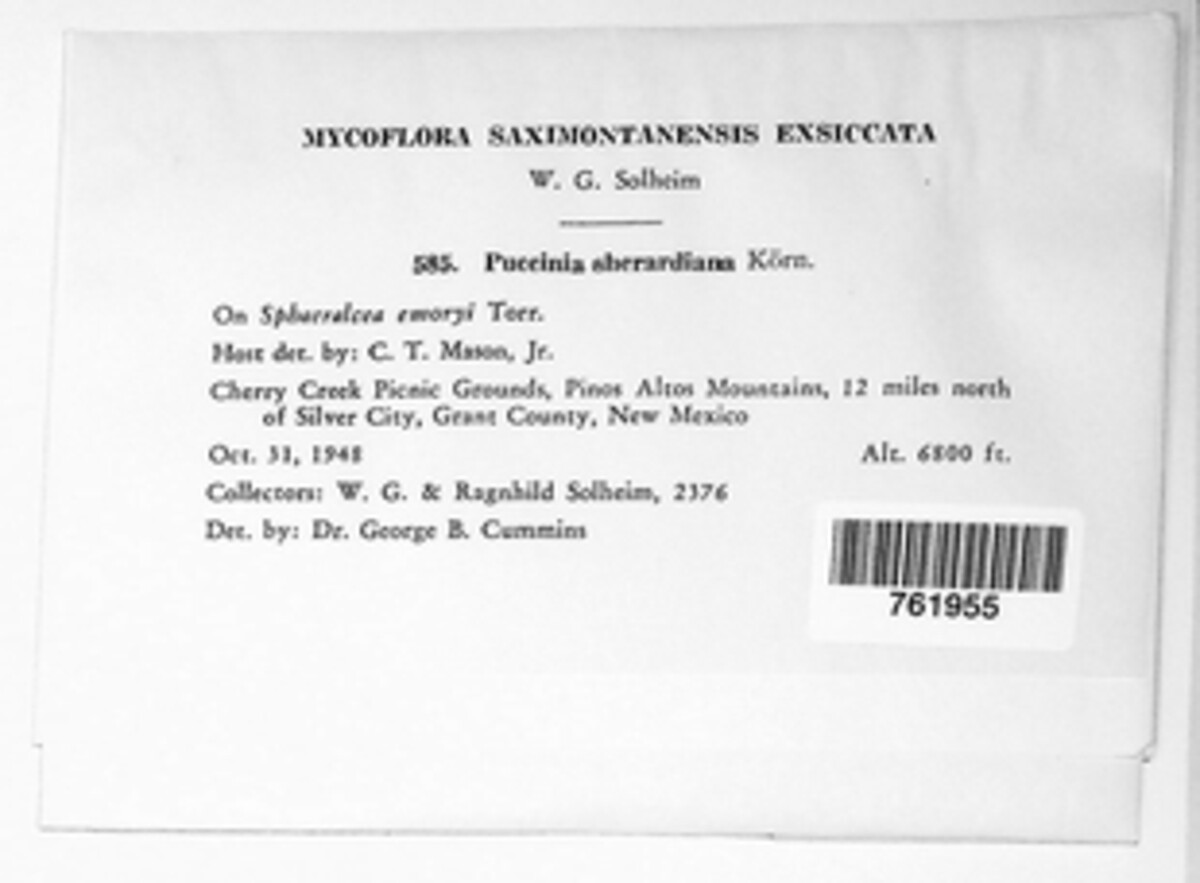 MYCOFLORA SAXIMONTANENSIS EXSICCATA
W. G. Solheim
585. Puccinia sherardiana Körn.
On Sphaeralcea emoryi Torr.
Host det. by: C. T. Mason, Jr.
Cherry Creek Picnic Grounds, Pinos Altos Mountains, 12 miles north
of Silver City, Grant County, New Mexico
Oct. 31, 1948 Alt. 6800 ft.
Collectors: W. G. & Ragnhild Solheim, 2376
Det. by: Dr. George B. Cummins
761955